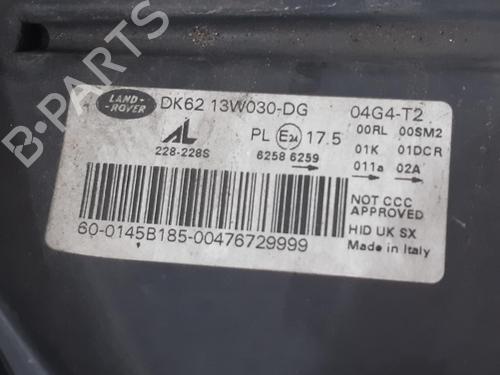 LAND-
ROVER
DK62 13W030-DG
04G4-T2
AL
228-228S
PL E24 17.5
6258 6259
00RL 00SM2
01K 01DCR
011a 02A
NOT CCC
APPROVED
HID UK SX
Made in Italy
60-0145B185-00476729999
B-PARTS